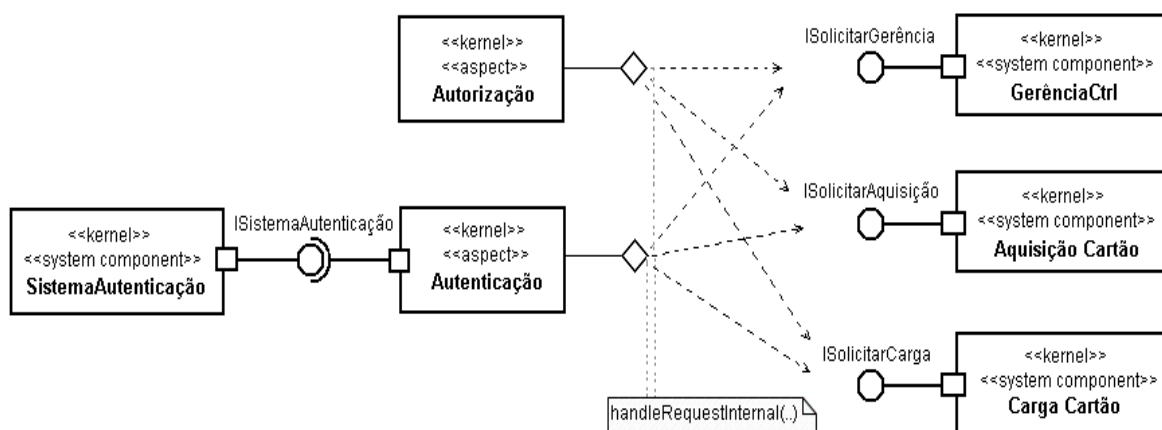 <<kernel>>
<<aspect>>
Autorização
ISolicitarGerência
<<kernel>>
<<system component>>
GerênciaCtrl
<<kernel>>
<<system component>>
SistemaAutenticação
ISistemaAutenticação
<<kernel>>
<<aspect>>
Autenticação
ISolicitarAquisição
<<kernel>>
<<system component>>
Aquisição Cartão
ISolicitarCarga
<<kernel>>
<<system component>>
Carga Cartão
handleRequestInternal(..)